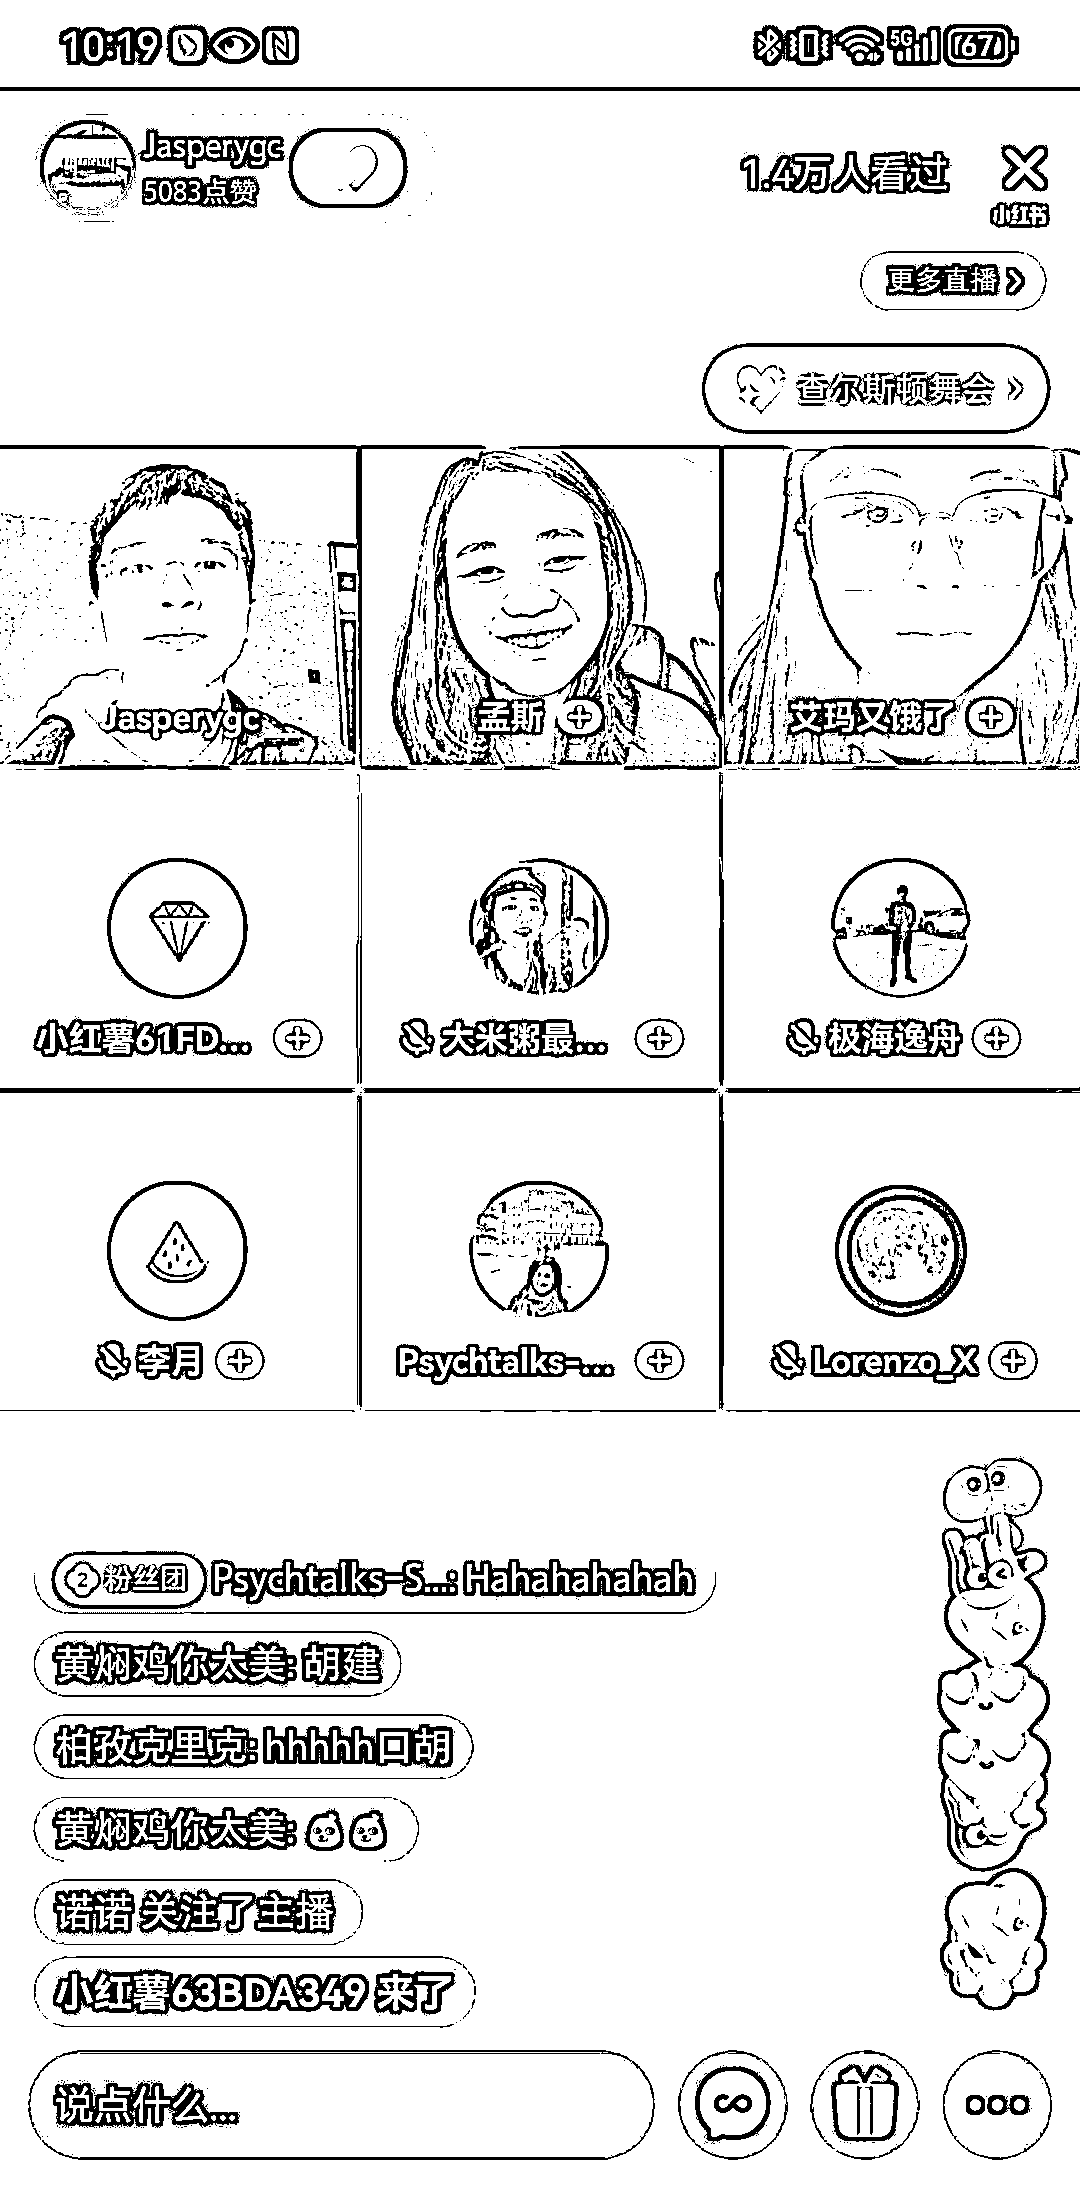 10:19 5G 67
Jasperygc
5083点赞
1.4万人看过
小红书
更多直播
查尔斯顿舞会
Jasperygc 孟斯 艾玛又饿了
小红薯61FD... 大米粥最... 极海逸舟
李月 Psychtalks-... Lorenzo_X
2 粉丝团 Psychtalks-S...: Hahahahahah
黄焖鸡你太美: 胡建
柏孜克里克: hhhhh口胡
黄焖鸡你太美:
诺诺 关注了主播
小红薯63BDA349 来了
说点什么...